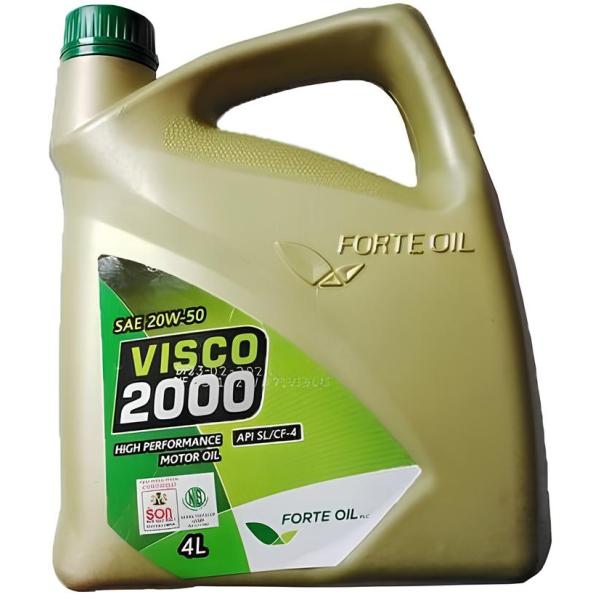 FORTE OIL
SAE 20W-50
VISCO
2000
HIGH PERFORMANCE
MOTOR OIL
API SL/CF-4
SON
NIS
FORTE OIL PLC
4L